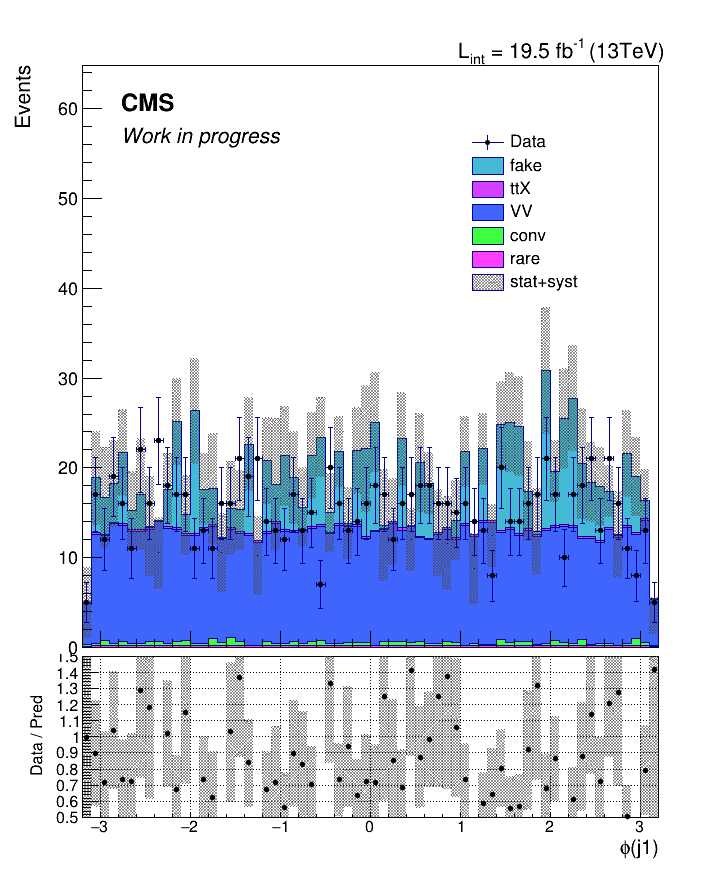 L_int = 19.5 fb^-1 (13TeV)
Events
CMS
Work in progress
Data
fake
ttX
VV
conv
rare
stat+syst
60
50
40
30
20
10
0
Data / Pred
1.5
1.4
1.3
1.2
1.1
1
0.9
0.8
0.7
0.6
0.5
−3 −2 −1 0 1 2 3
ϕ(j1)